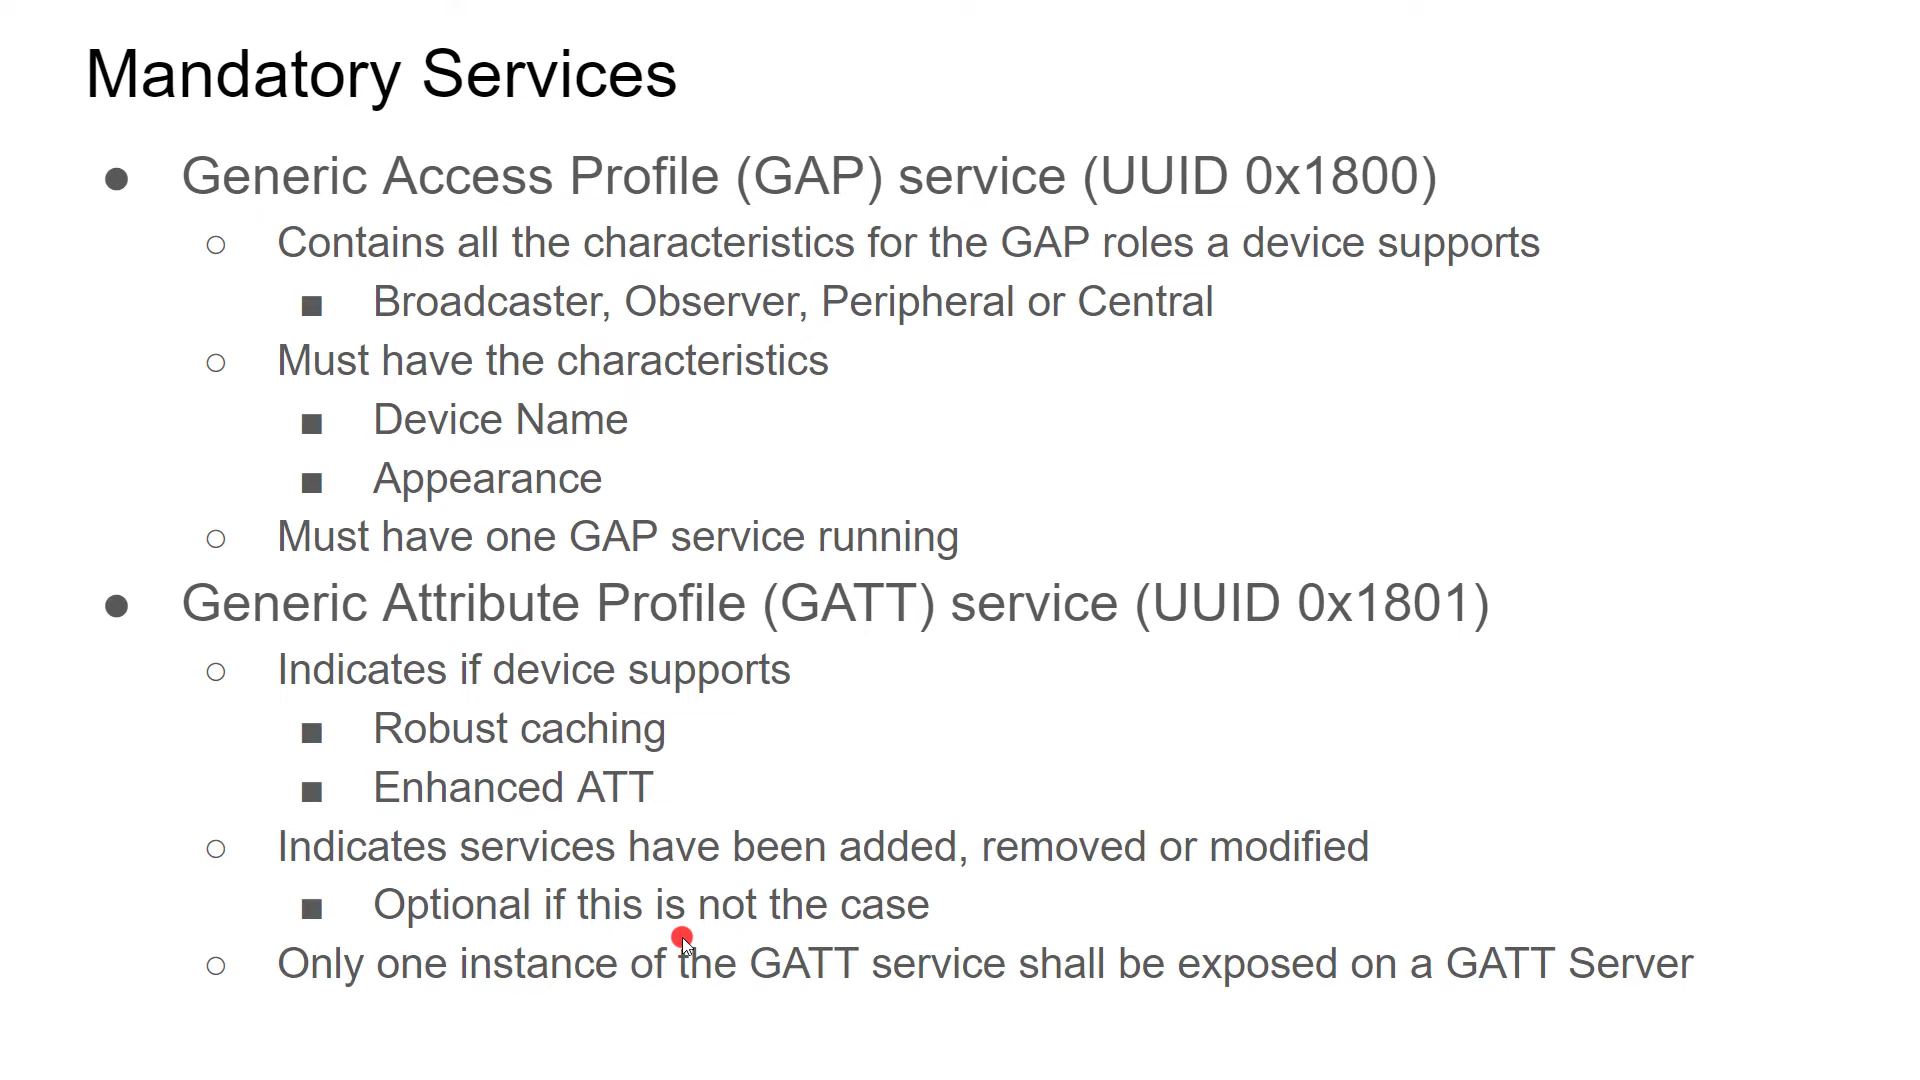 Mandatory Services
● Generic Access Profile (GAP) service (UUID 0x1800)
○ Contains all the characteristics for the GAP roles a device supports
■ Broadcaster, Observer, Peripheral or Central
○ Must have the characteristics
■ Device Name
■ Appearance
○ Must have one GAP service running
● Generic Attribute Profile (GATT) service (UUID 0x1801)
○ Indicates if device supports
■ Robust caching
■ Enhanced ATT
○ Indicates services have been added, removed or modified
■ Optional if this is not the case
○ Only one instance of the GATT service shall be exposed on a GATT Server